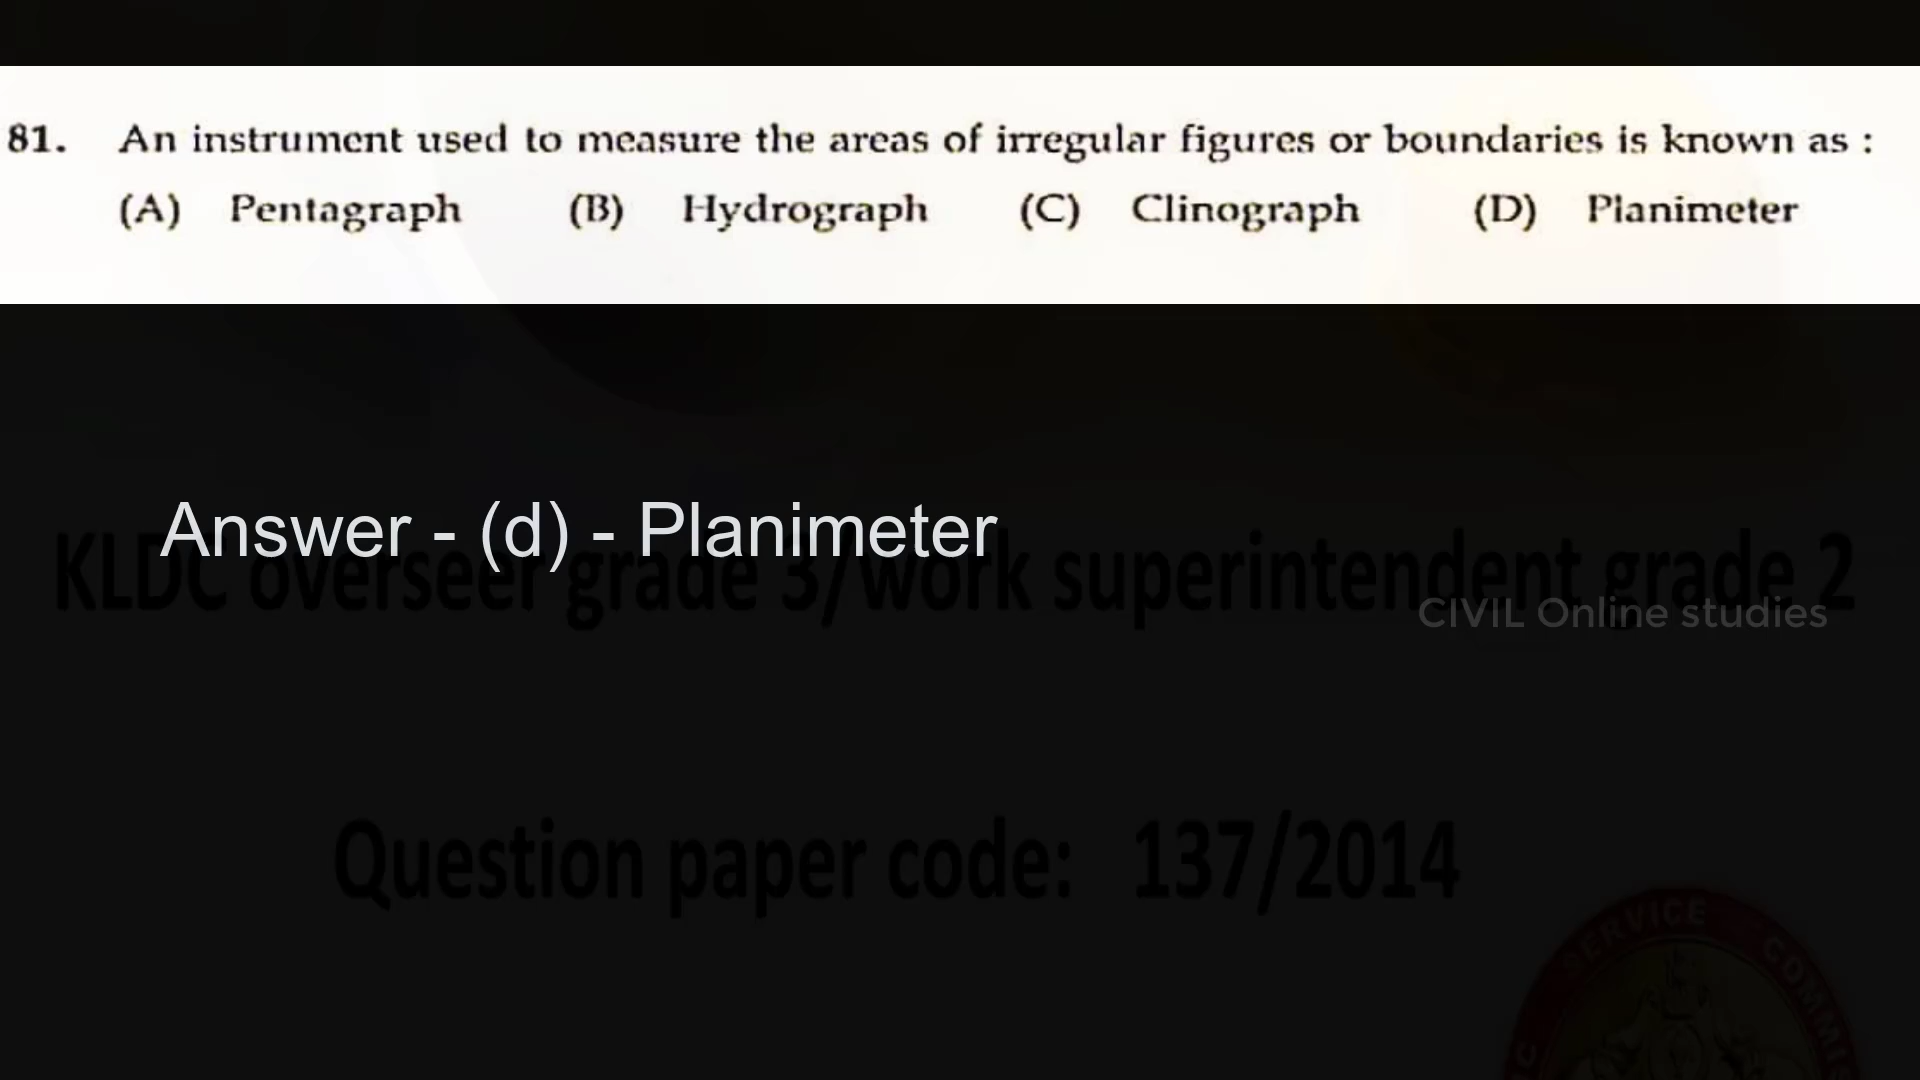 81. An instrument used to measure the areas of irregular figures or boundaries is known as :
(A) Pentagraph (B) Hydrograph (C) Clinograph (D) Planimeter
Answer - (d) - Planimeter
KLDC overseer grade 3/work superintendent grade 2
CIVIL Online studies
Question paper code: 137/2014
SERVICE